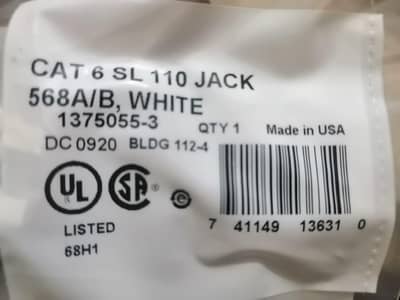 CAT 6 SL 110 JACK
568A/B, WHITE
1375055-3 QTY 1 Made in USA
DC 0920 BLDG 112-4
UL SA
LISTED
68H1
7 41149 13631 0